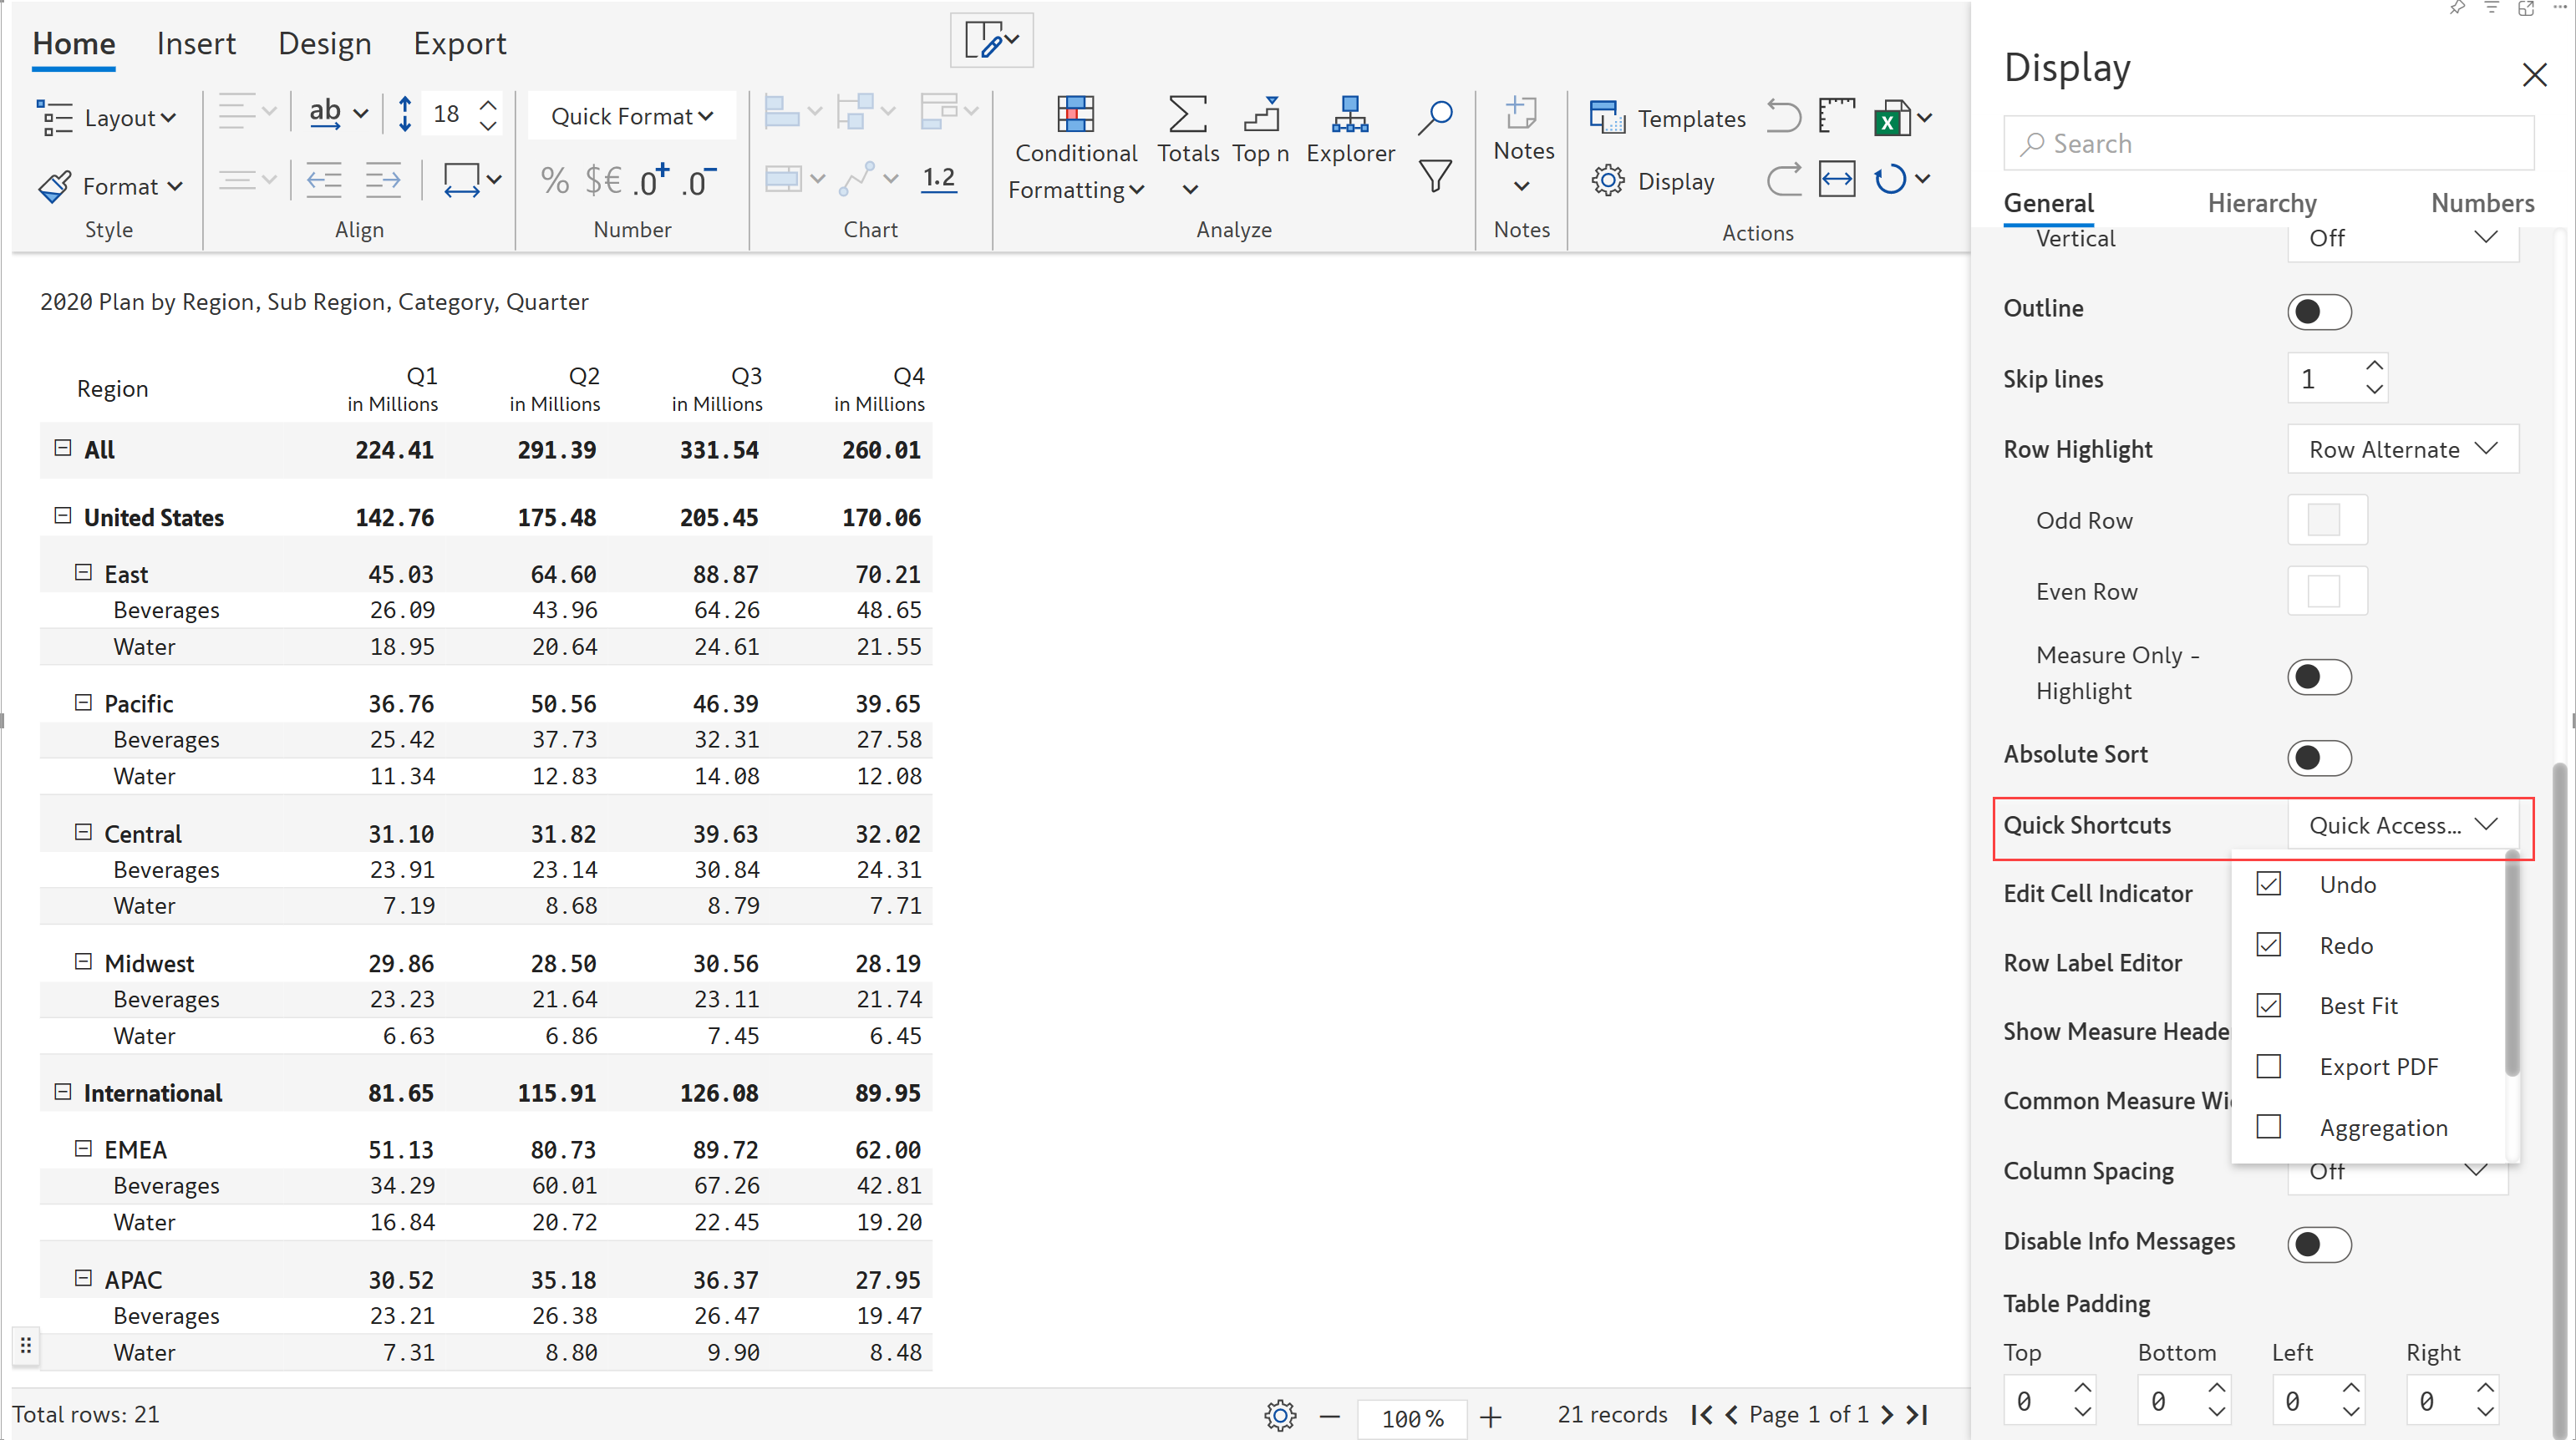 Home Insert Design Export
Layout ab 18 Quick Format
Format % $€ .0+ .0- 1.2
Conditional Formatting Totals Top n Explorer
Notes
Templates
Display
Style Align Number Chart Analyze Notes Actions
2020 Plan by Region, Sub Region, Category, Quarter
Region Q1 Q2 Q3 Q4
in Millions in Millions in Millions in Millions
All 224.41 291.39 331.54 260.01
United States 142.76 175.48 205.45 170.06
East 45.03 64.60 88.87 70.21
Beverages 26.09 43.96 64.26 48.65
Water 18.95 20.64 24.61 21.55
Pacific 36.76 50.56 46.39 39.65
Beverages 25.42 37.73 32.31 27.58
Water 11.34 12.83 14.08 12.08
Central 31.10 31.82 39.63 32.02
Beverages 23.91 23.14 30.84 24.31
Water 7.19 8.68 8.79 7.71
Midwest 29.86 28.50 30.56 28.19
Beverages 23.23 21.64 23.11 21.74
Water 6.63 6.86 7.45 6.45
International 81.65 115.91 126.08 89.95
EMEA 51.13 80.73 89.72 62.00
Beverages 34.29 60.01 67.26 42.81
Water 16.84 20.72 22.45 19.20
APAC 30.52 35.18 36.37 27.95
Beverages 23.21 26.38 26.47 19.47
Water 7.31 8.80 9.90 8.48
Total rows: 21 100 % 21 records Page 1 of 1
Display
Search
General Hierarchy Numbers
Vertical Off
Outline
Skip lines 1
Row Highlight Row Alternate
Odd Row
Even Row
Measure Only -
Highlight
Absolute Sort
Quick Shortcuts Quick Access...
Undo
Edit Cell Indicator
Redo
Row Label Editor
Best Fit
Show Measure Heade
Export PDF
Common Measure Wi
Aggregation
Column Spacing Off
Disable Info Messages
Table Padding
Top Bottom Left Right
0 0 0 0